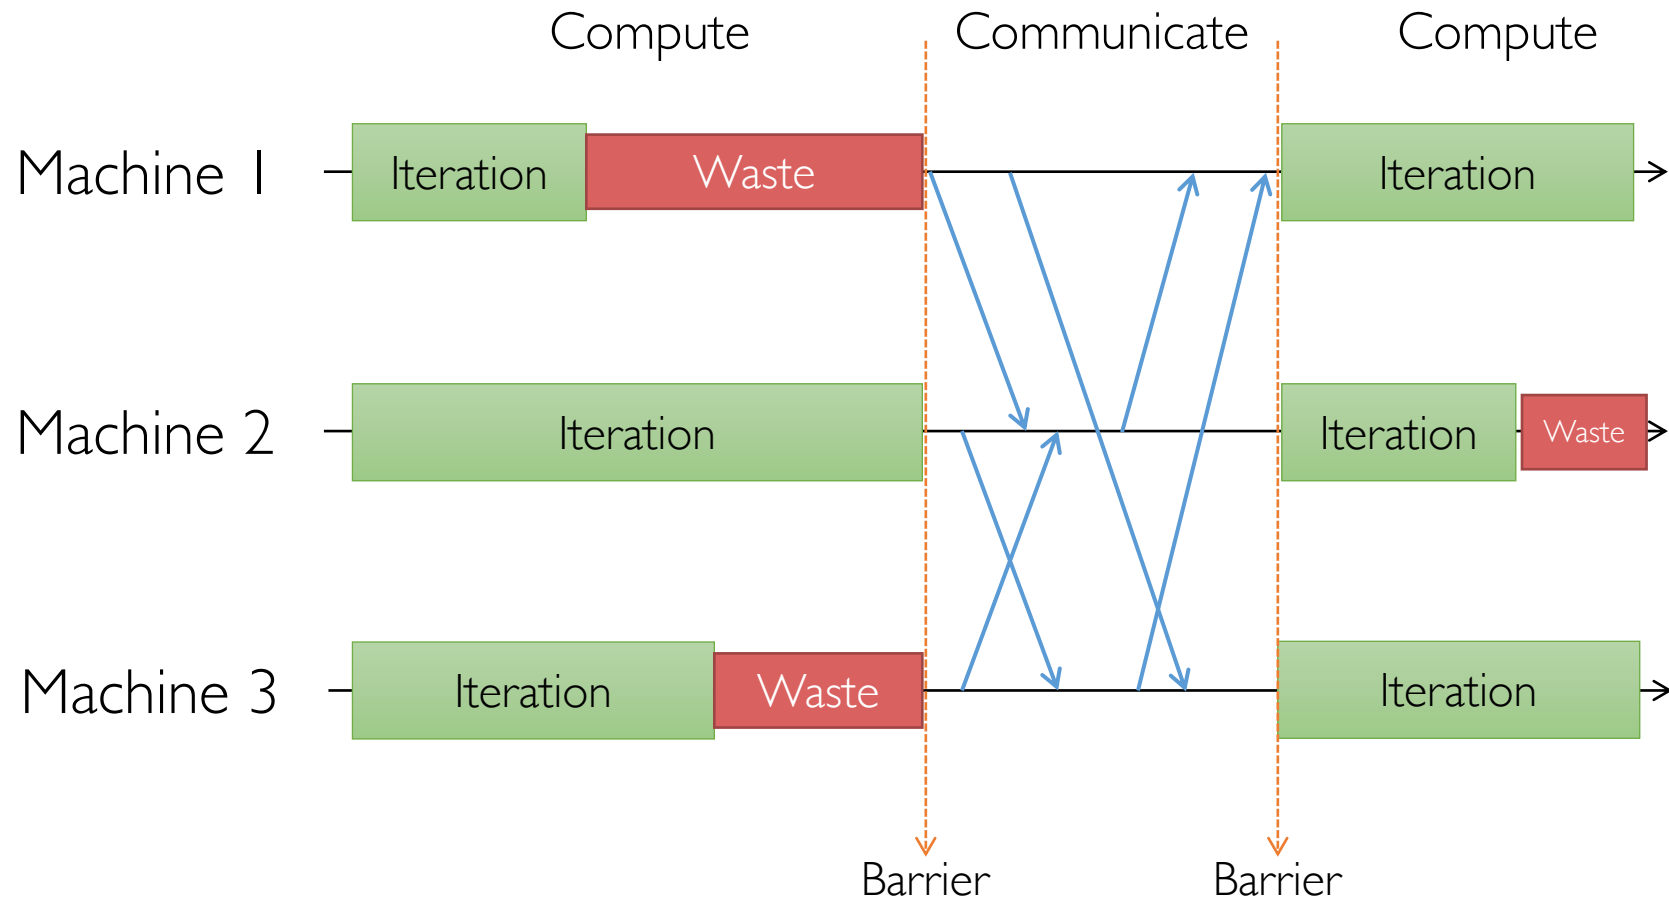 Compute Communicate Compute
Machine 1 Iteration Waste Iteration
Machine 2 Iteration Iteration Waste
Machine 3 Iteration Waste Iteration
Barrier Barrier